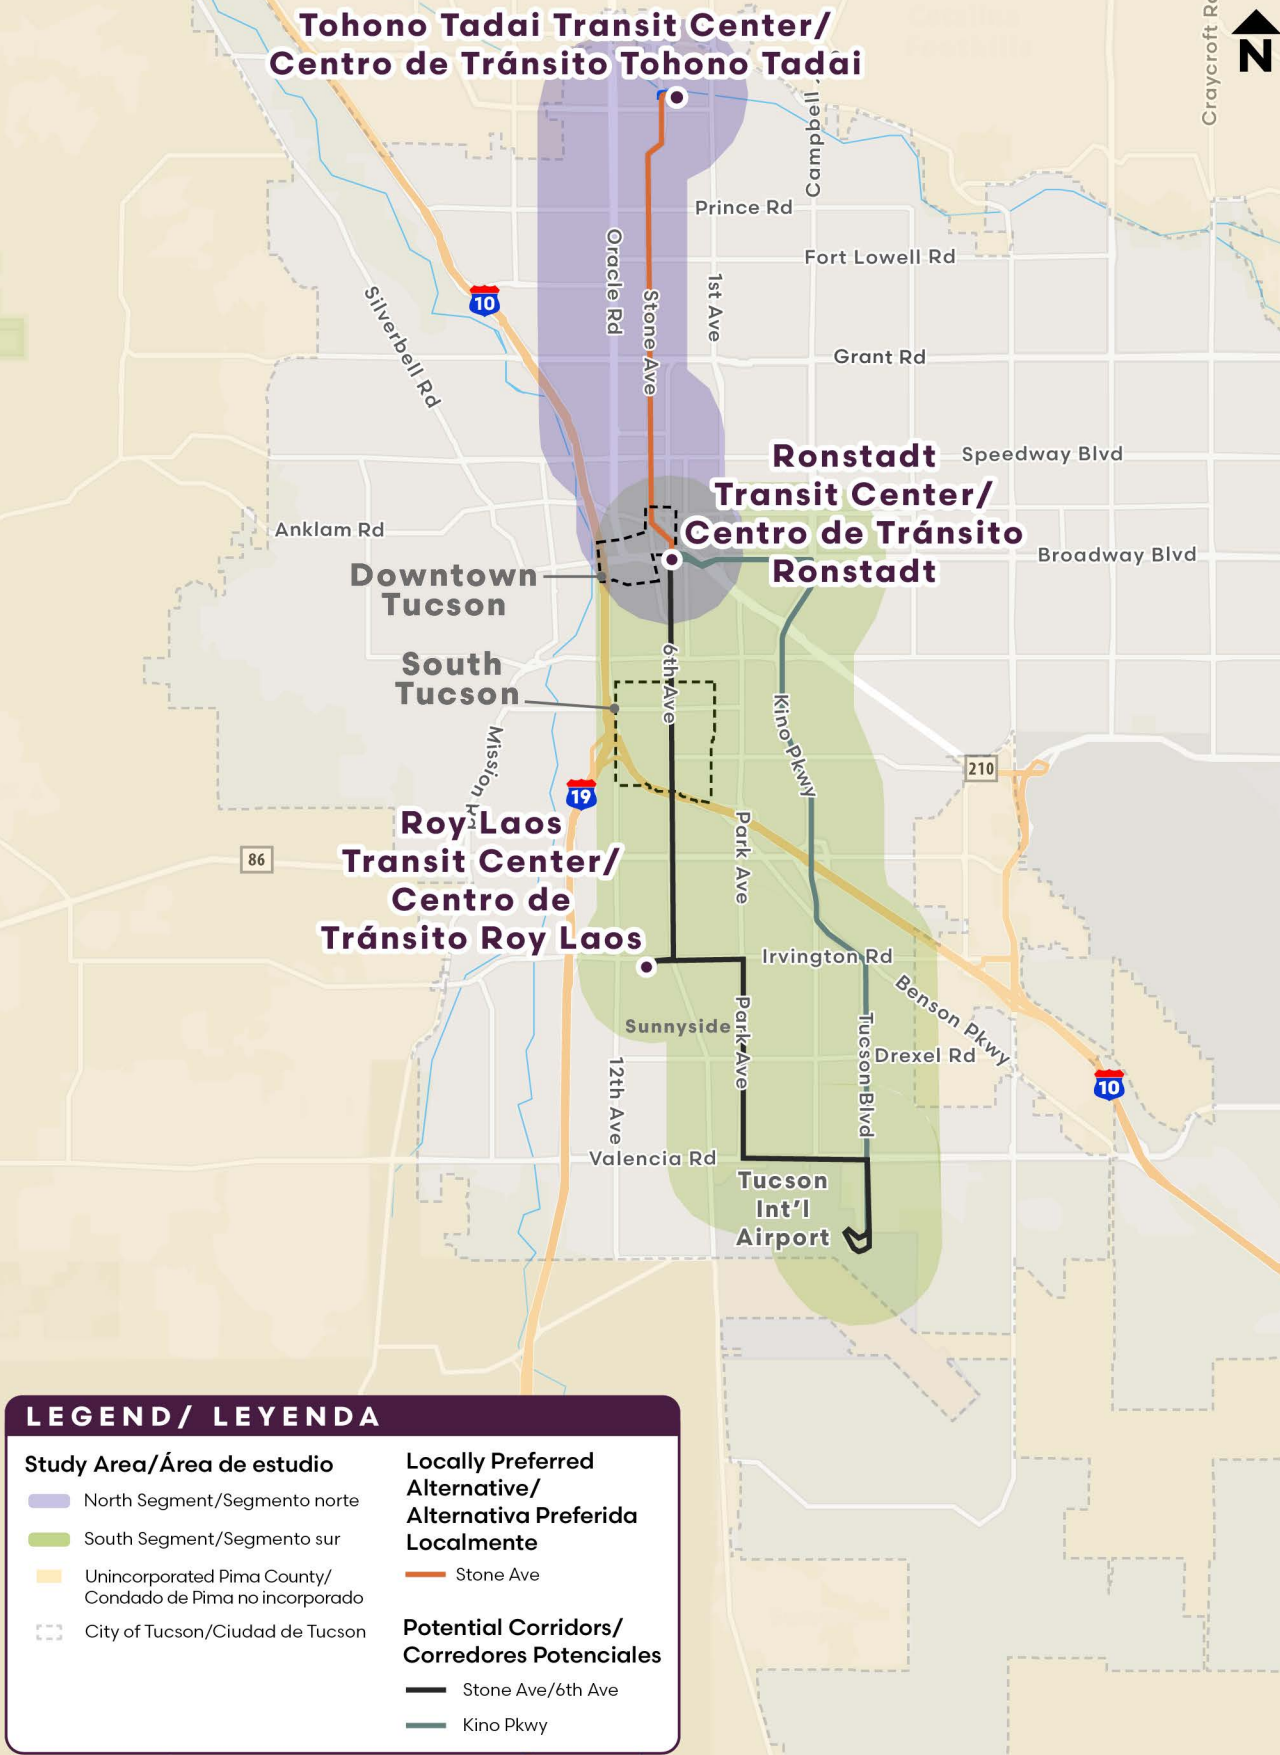 Tohono Tadai Transit Center/
Centro de Tránsito Tohono Tadai
N
Craycroft Rd
Campbell
Prince Rd
Fort Lowell Rd
Oracle Rd
Stone Ave
1st Ave
10
Silverbell Rd
Grant Rd
Speedway Blvd
Ronstadt
Transit Center/
Centro de Tránsito
Ronstadt
Anklam Rd
Broadway Blvd
Downtown
Tucson
South
Tucson
6th Ave
Kino Pkwy
Mission Rd
210
19
86
Roy Laos
Transit Center/
Centro de
Tránsito Roy Laos
Park Ave
Irvington Rd
Benson Pkwy
Sunnyside
Park Ave
Tucson Blvd
Drexel Rd
12th Ave
10
Valencia Rd
Tucson
Int'l
Airport
LEGEND/ LEYENDA
Study Area/Área de estudio
North Segment/Segmento norte
South Segment/Segmento sur
Unincorporated Pima County/
Condado de Pima no incorporado
City of Tucson/Ciudad de Tucson
Locally Preferred
Alternative/
Alternativa Preferida
Localmente
Stone Ave
Potential Corridors/
Corredores Potenciales
Stone Ave/6th Ave
Kino Pkwy